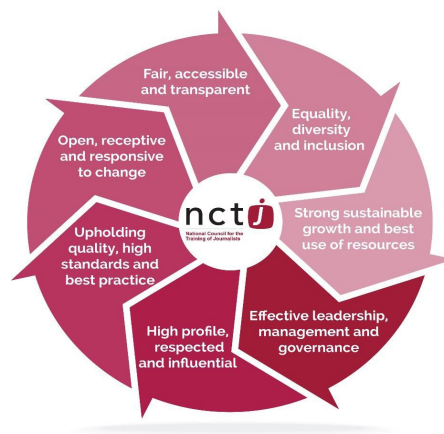 Fair, accessible
and transparent
Equality,
diversity
and inclusion
Strong sustainable
growth and best
use of resources
Effective leadership,
management and
governance
High profile,
respected
and influential
Upholding
quality, high
standards and
best practice
Open, receptive
and responsive
to change
nctj
National Council for the
Training of Journalists